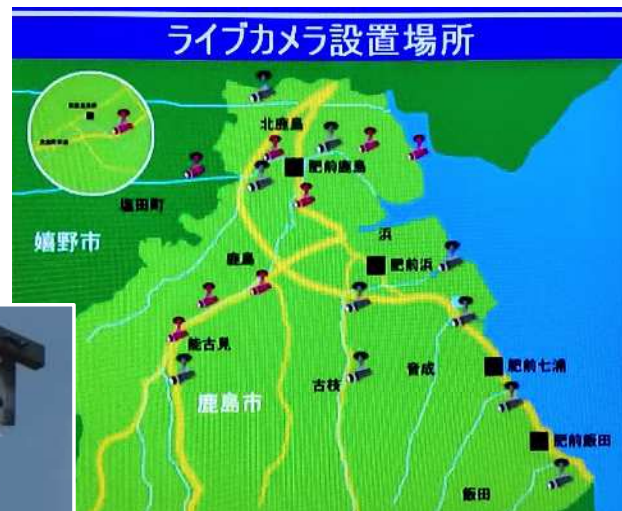 ライブカメラ設置場所
北鹿島
肥前鹿島
塩田町
嬉野市
浜
鹿島
肥前浜
能古見
音成
肥前七浦
古枝
鹿島市
肥前飯田
飯田